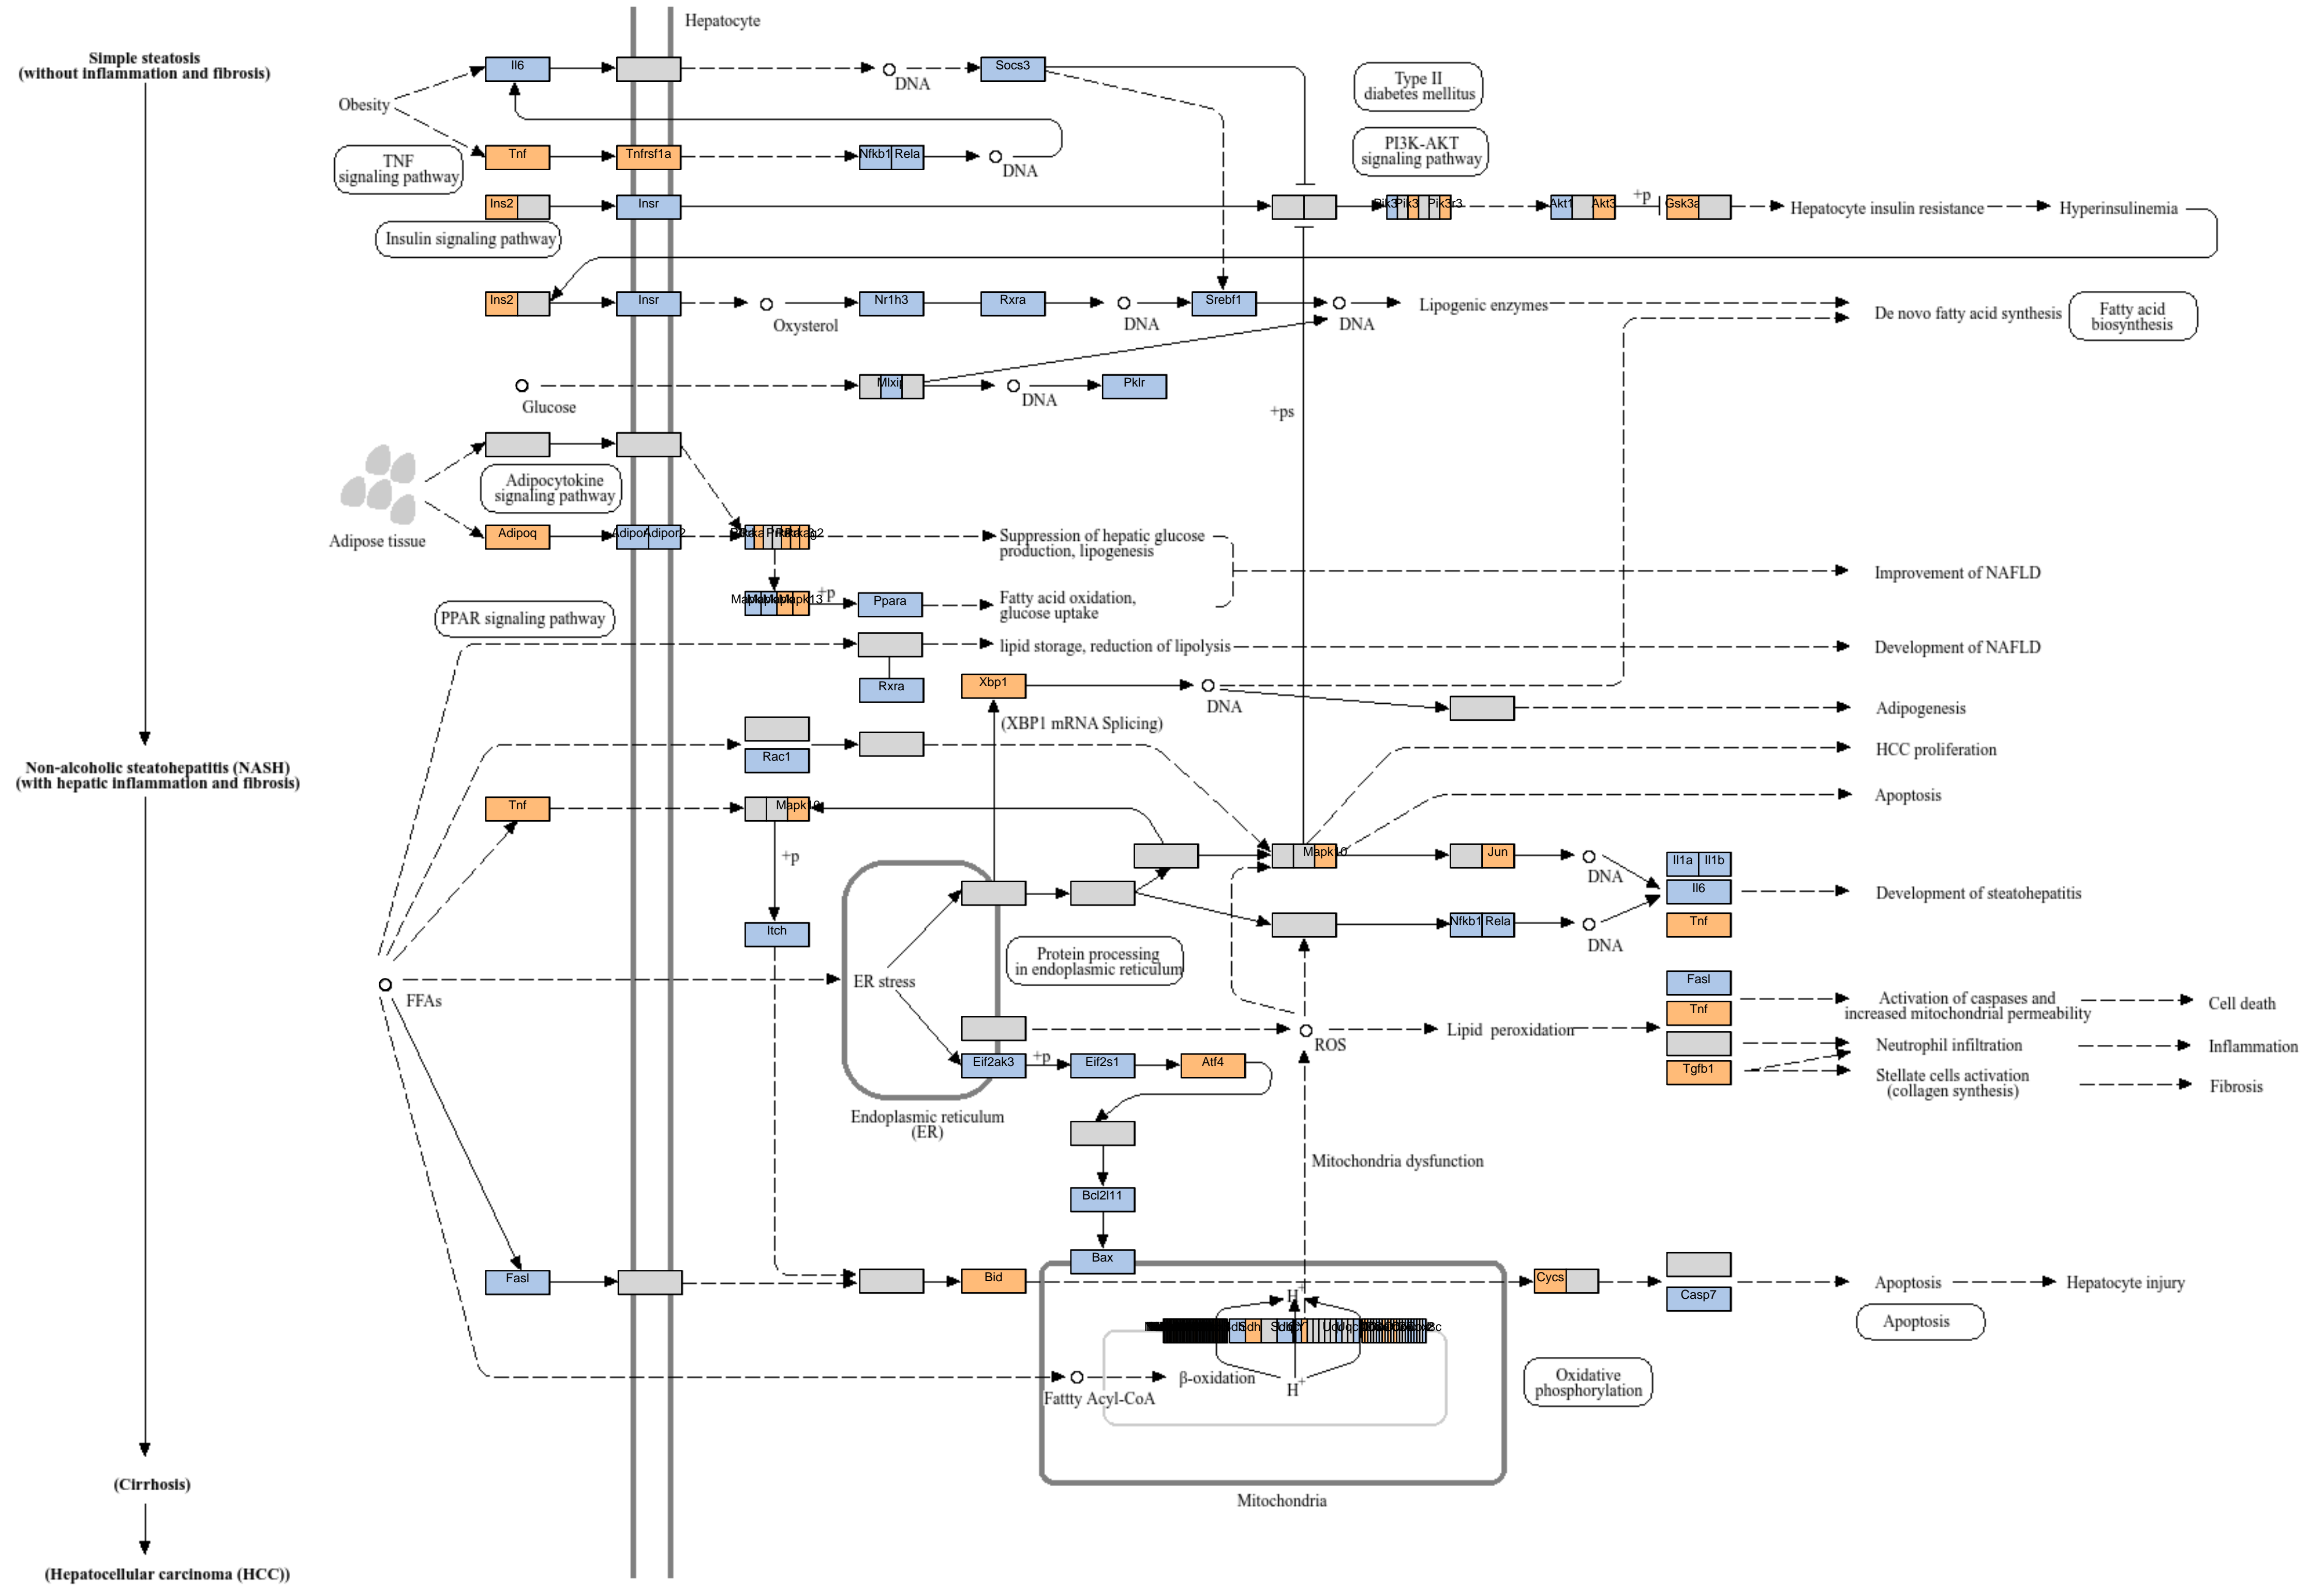 Hepatocyte
Simple steatosis
(without inflammation and fibrosis)
Il6
Socs3
DNA
Type II
diabetes mellitus
Obesity
PI3K-AKT
signaling pathway
TNF
signaling pathway
Tnf
Tnfrsf1a
Nfkb1
Rela
DNA
Ins2
Insr
Pik3r3
Akt1
Akt3
+p
Gsk3a
Hepatocyte insulin resistance
Hyperinsulinemia
Insulin signaling pathway
Ins2
Insr
Oxysterol
Nr1h3
Rxra
DNA
Srebf1
DNA
Lipogenic enzymes
De novo fatty acid synthesis
Fatty acid
biosynthesis
Glucose
DNA
Pklr
+ps
Adipocytokine
signaling pathway
Adipose tissue
Adipoq
Adipor2
Suppression of hepatic glucose
production, lipogenesis
Improvement of NAFLD
+p
Ppara
Fatty acid oxidation,
glucose uptake
PPAR signaling pathway
lipid storage, reduction of lipolysis
Development of NAFLD
Rxra
Xbp1
DNA
(XBP1 mRNA Splicing)
Adipogenesis
Rac1
HCC proliferation
Non-alcoholic steatohepatitis (NASH)
(with hepatic inflammation and fibrosis)
Tnf
Mapk10
Apoptosis
+p
Mapk10
Jun
DNA
Il1a
Il1b
Il6
Tnf
Development of steatohepatitis
Itch
Nfkb1
Rela
DNA
Protein processing
in endoplasmic reticulum
ER stress
FFAs
Fasl
Tnf
Activation of caspases and
increased mitochondrial permeability
Cell death
ROS
Lipid peroxidation
Neutrophil infiltration
Inflammation
Eif2ak3
+p
Eif2s1
Atf4
Tgfb1
Stellate cells activation
(collagen synthesis)
Fibrosis
Endoplasmic reticulum
(ER)
Mitochondria dysfunction
Bcl2l11
Bax
Fasl
Bid
Cycs
Casp7
Apoptosis
Hepatocyte injury
H+
Apoptosis
Fattty Acyl-CoA
β-oxidation
H+
Oxidative
phosphorylation
(Cirrhosis)
Mitochondria
(Hepatocellular carcinoma (HCC))